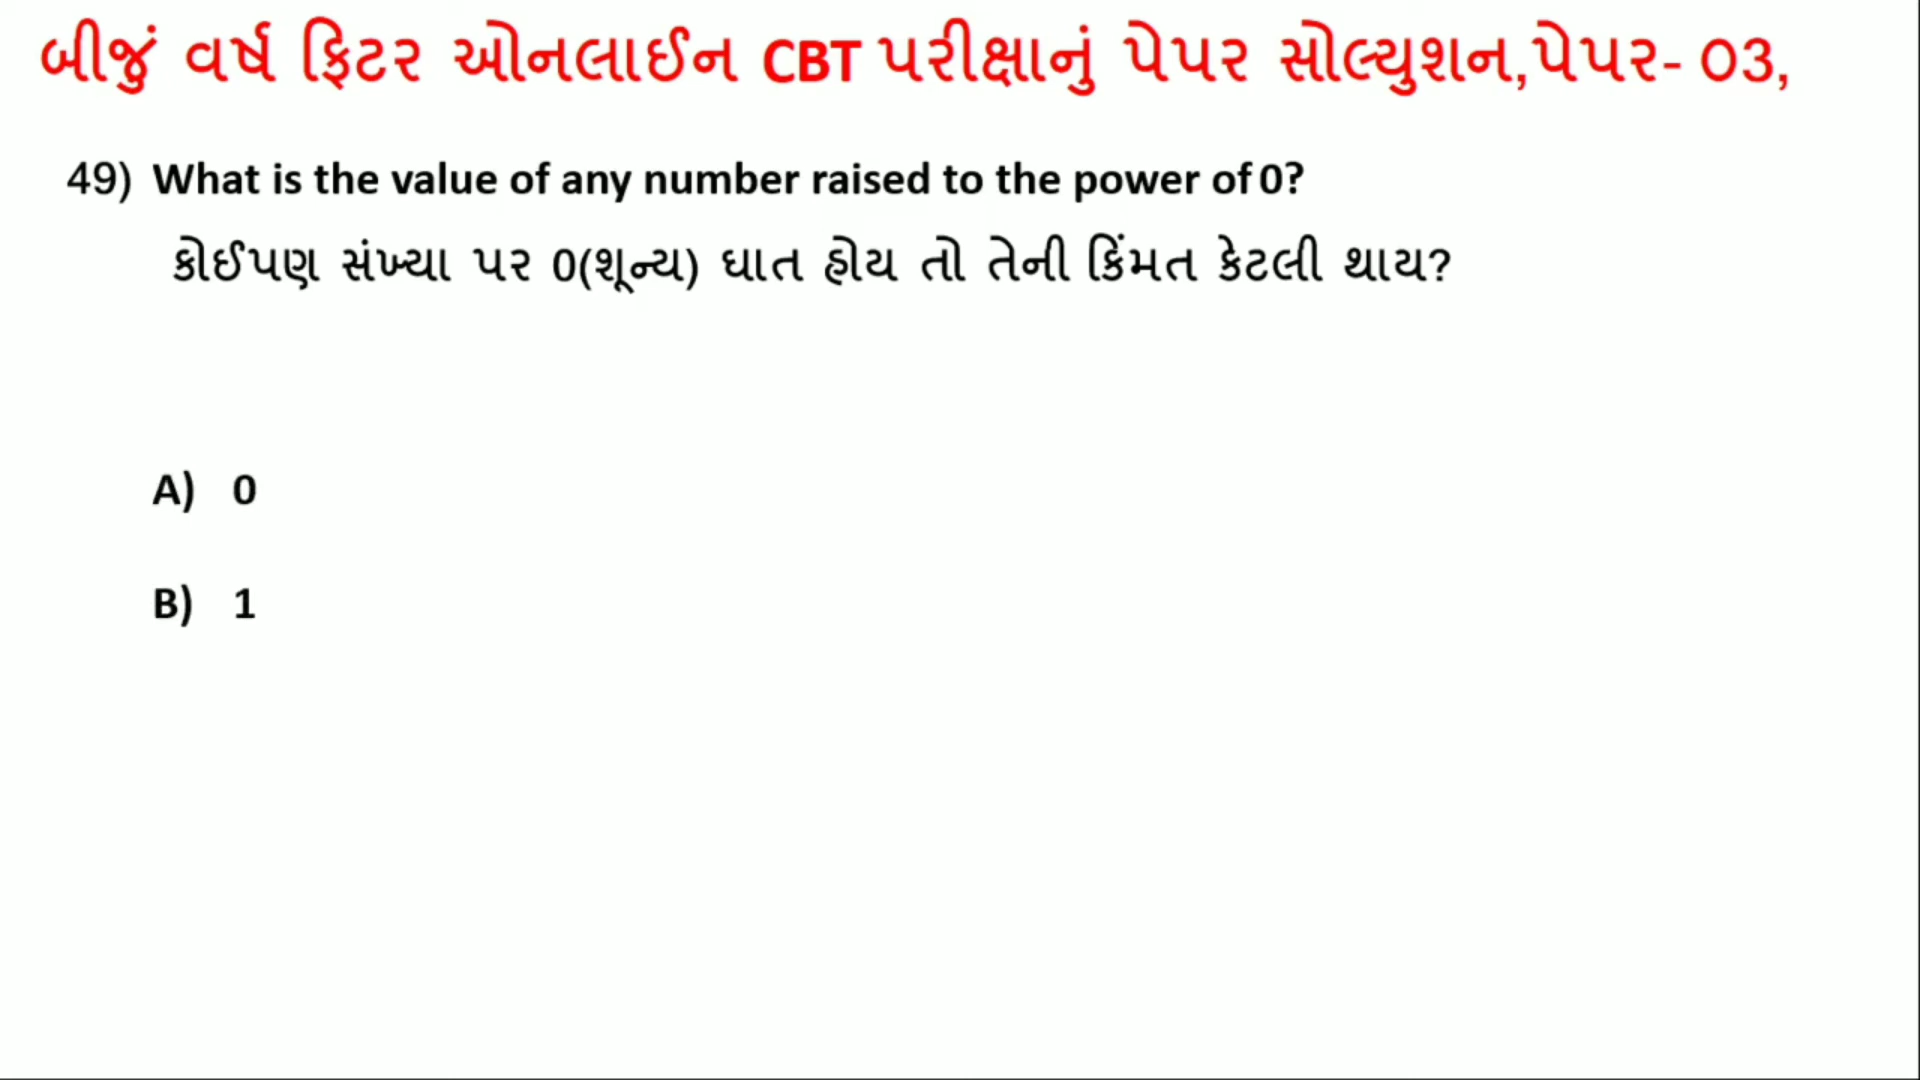 બીજું વર્ષ ફિટર ઓનલાઈન CBT પરીક્ષાનું પેપર સોલ્યુશન,પેપર- 03,
49) What is the value of any number raised to the power of 0?
કોઈપણ સંખ્યા પર 0(શૂન્ય) ઘાત હોય તો તેની કિંમત કેટલી થાય?
A) 0
B) 1